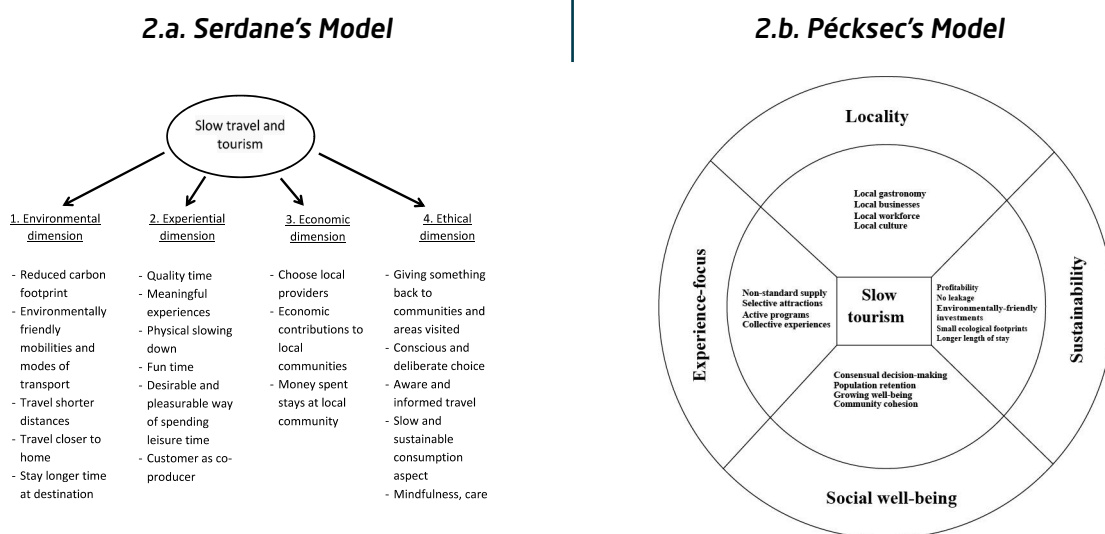 2.a. Serdane's Model
Slow travel and
tourism
1. Environmental
dimension
- Reduced carbon
footprint
- Environmentally
friendly
mobilities and
modes of
transport
- Travel shorter
distances
- Travel closer to
home
- Stay longer time
at destination
2. Experiential
dimension
- Quality time
- Meaningful
experiences
- Physical slowing
down
- Fun time
- Desirable and
pleasurable way
of spending
leisure time
- Customer as co-
producer
3. Economic
dimension
- Choose local
providers
- Economic
contributions to
local
communities
- Money spent
stays at local
community
4. Ethical
dimension
- Giving something
back to
communities and
areas visited
- Conscious and
deliberate choice
- Aware and
informed travel
- Slow and
sustainable
consumption
aspect
- Mindfulness, care
2.b. Pécksec's Model
Locality
Local gastronomy
Local businesses
Local workforce
Local culture
Experience-focus
Non-standard supply
Selective attractions
Active programs
Collective experiences
Slow
tourism
Profitability
No leakage
Environmentally-friendly
investments
Small ecological footprints
Longer length of stay
Sustainability
Consensual decision-making
Population retention
Growing well-being
Community cohesion
Social well-being